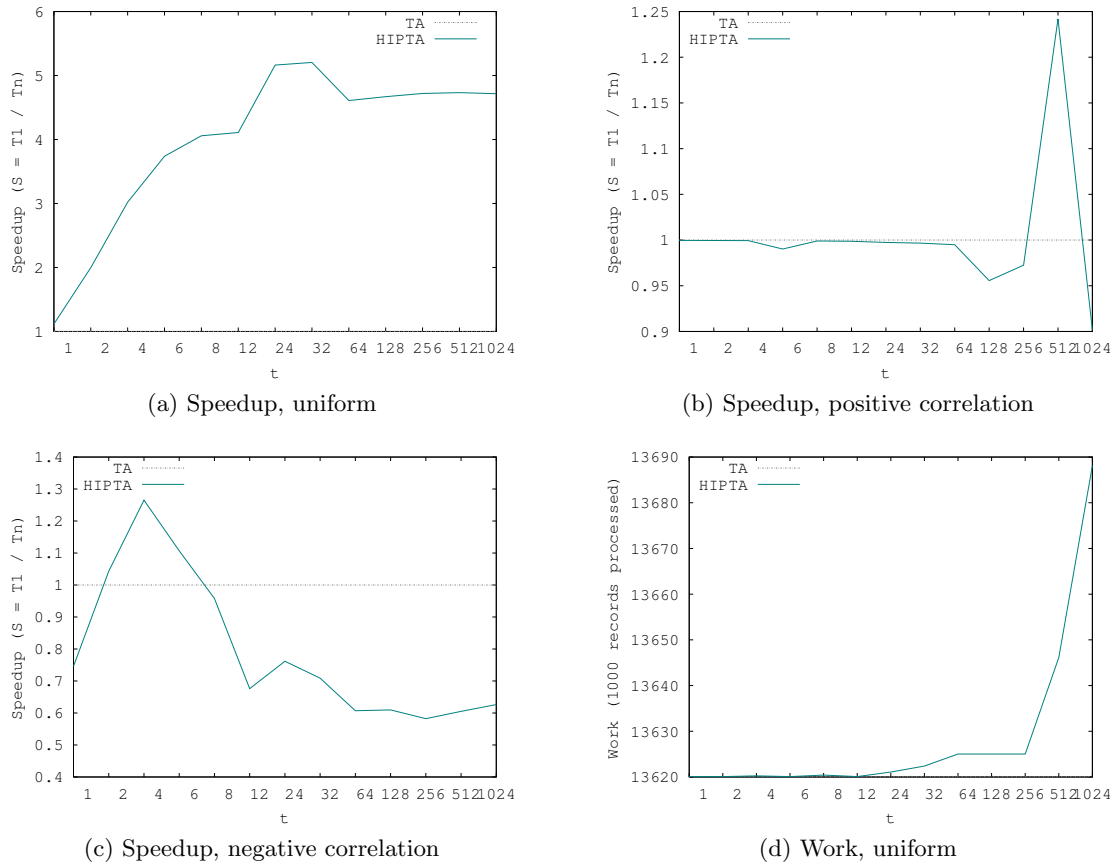 6
5
4
3
2
1
Speedup (S = T1 / Tn)
TA
HIPTA
1 2 4 6 8 12 24 32 64 128 256 512 1024
t
(a) Speedup, uniform
1.25
1.2
1.15
1.1
1.05
1
0.95
0.9
Speedup (S = T1 / Tn)
TA
HIPTA
1 2 4 6 8 12 24 32 64 128 256 512 1024
t
(b) Speedup, positive correlation
1.4
1.3
1.2
1.1
1
0.9
0.8
0.7
0.6
0.5
0.4
Speedup (S = T1 / Tn)
TA
HIPTA
1 2 4 6 8 12 24 32 64 128 256 512 1024
t
(c) Speedup, negative correlation
13690
13680
13670
13660
13650
13640
13630
13620
Work (1000 records processed)
TA
HIPTA
1 2 4 6 8 12 24 32 64 128 256 512 1024
t
(d) Work, uniform